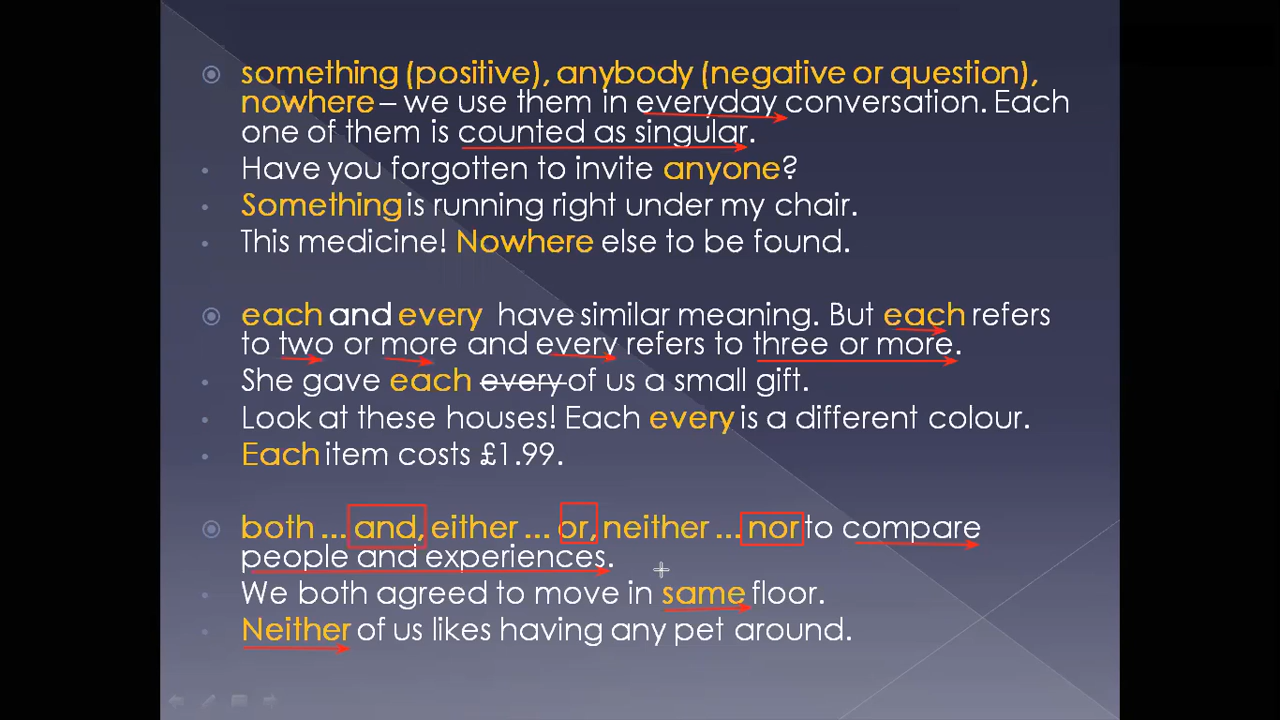 something (positive), anybody (negative or question),
nowhere – we use them in everyday conversation. Each
one of them is counted as singular.
Have you forgotten to invite anyone?
Something is running right under my chair.
This medicine! Nowhere else to be found.
each and every have similar meaning. But each refers
to two or more and every refers to three or more.
She gave each every of us a small gift.
Look at these houses! Each every is a different colour.
Each item costs £1.99.
both ... and, either ... or, neither ... nor to compare
people and experiences.
We both agreed to move in same floor.
Neither of us likes having any pet around.